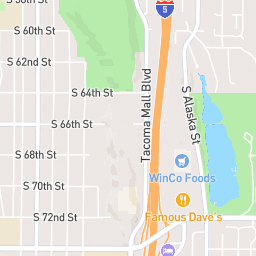 5
S 60th St
S 62nd St
S 64th St
Tacoma Mall Blvd
S Alaska St
S 66th St
S 68th St
WinCo Foods
S 70th St
Famous Dave's
S 72nd St